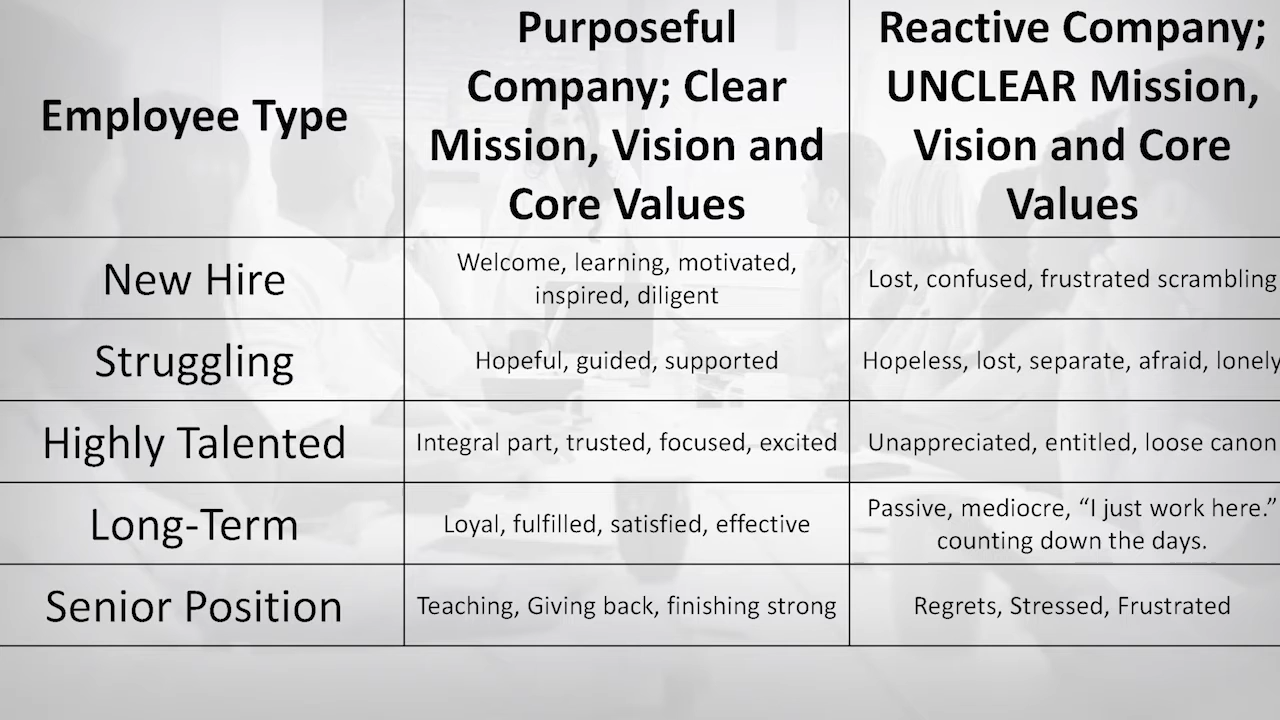 Employee Type
Purposeful
Company; Clear
Mission, Vision and
Core Values
Reactive Company;
UNCLEAR Mission,
Vision and Core
Values
New Hire
Welcome, learning, motivated,
inspired, diligent
Lost, confused, frustrated scrambling
Struggling
Hopeful, guided, supported
Hopeless, lost, separate, afraid, lonely
Highly Talented
Integral part, trusted, focused, excited
Unappreciated, entitled, loose canon
Long-Term
Loyal, fulfilled, satisfied, effective
Passive, mediocre, “I just work here.”
counting down the days.
Senior Position
Teaching, Giving back, finishing strong
Regrets, Stressed, Frustrated